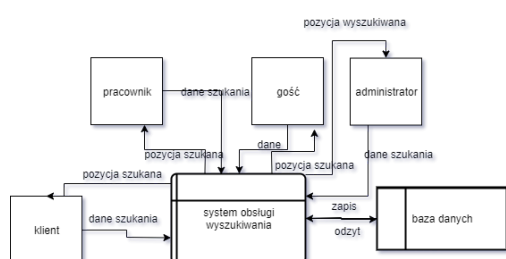 pozycja wyszukiwana
pracownik
dane szukania
gość
administrator
dane
pozycja szukana
pozycja szukana
dane szukania
pozycja szukana
system obsługi
wyszukiwania
zapis
baza danych
odzyt
klient
dane szukania